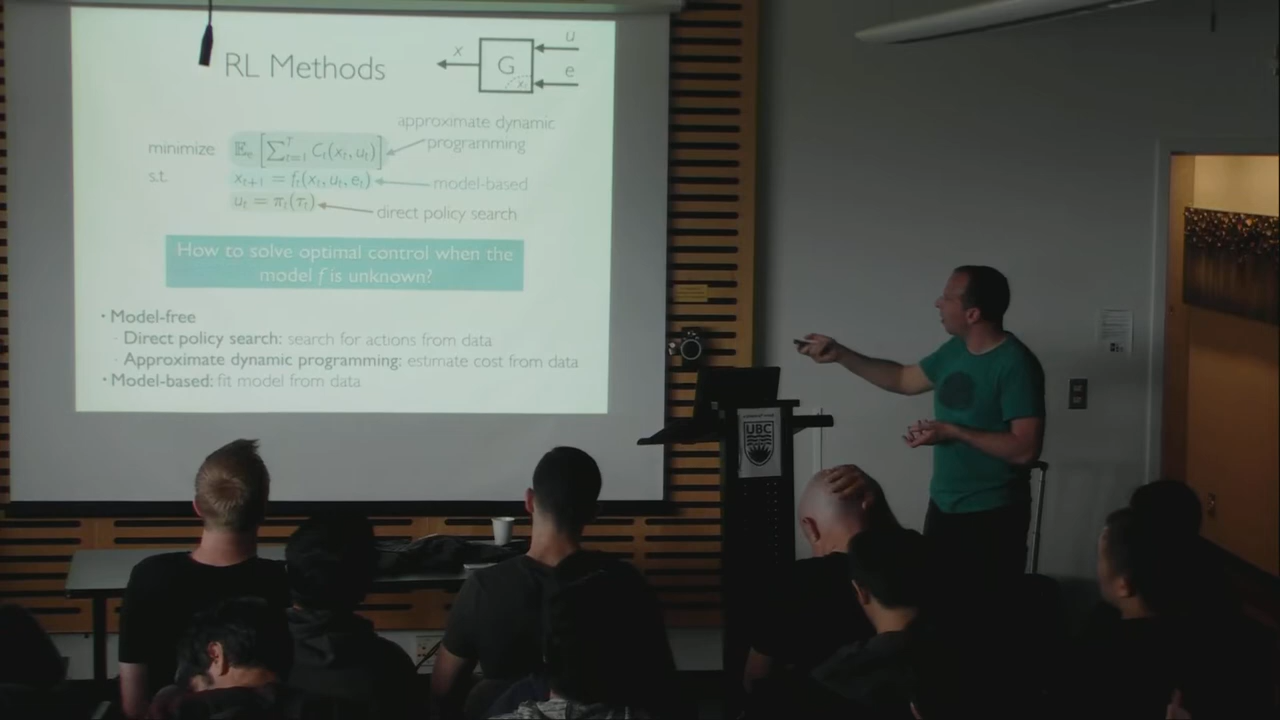 RL Methods
x
u
G
e
approximate dynamic
programming
minimize 𝔼ₑ [∑ᵀₜ₌₁ Cₜ(xₜ, uₜ)]
s.t. xₜ₊₁ = fₜ(xₜ, uₜ, eₜ)
model-based
uₜ = πₜ(τₜ)
direct policy search
How to solve optimal control when the
model f is unknown?
• Model-free
- Direct policy search: search for actions from data
- Approximate dynamic programming: estimate cost from data
• Model-based: fit model from data
UBC